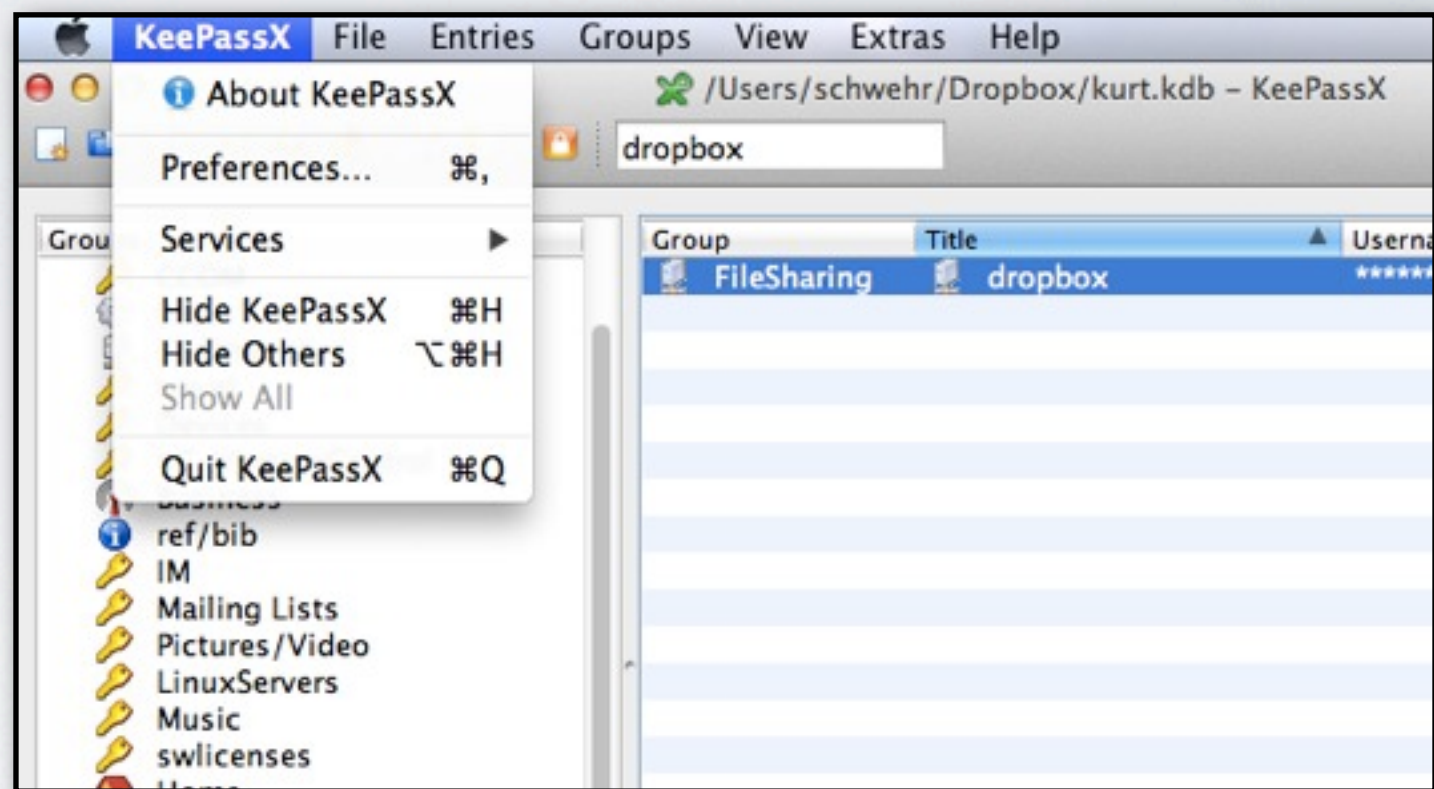 KeePassX File Entries Groups View Extras Help
/Users/schwehr/Dropbox/kurt.kdb – KeePassX
dropbox
About KeePassX
Preferences... ⌘,
Services ▶
Hide KeePassX ⌘H
Hide Others ⌥⌘H
Show All
Quit KeePassX ⌘Q
Grou
Business
ref/bib
IM
Mailing Lists
Pictures/Video
LinuxServers
Music
swlicenses
Home
Group Title ▲ Userna
FileSharing dropbox ******